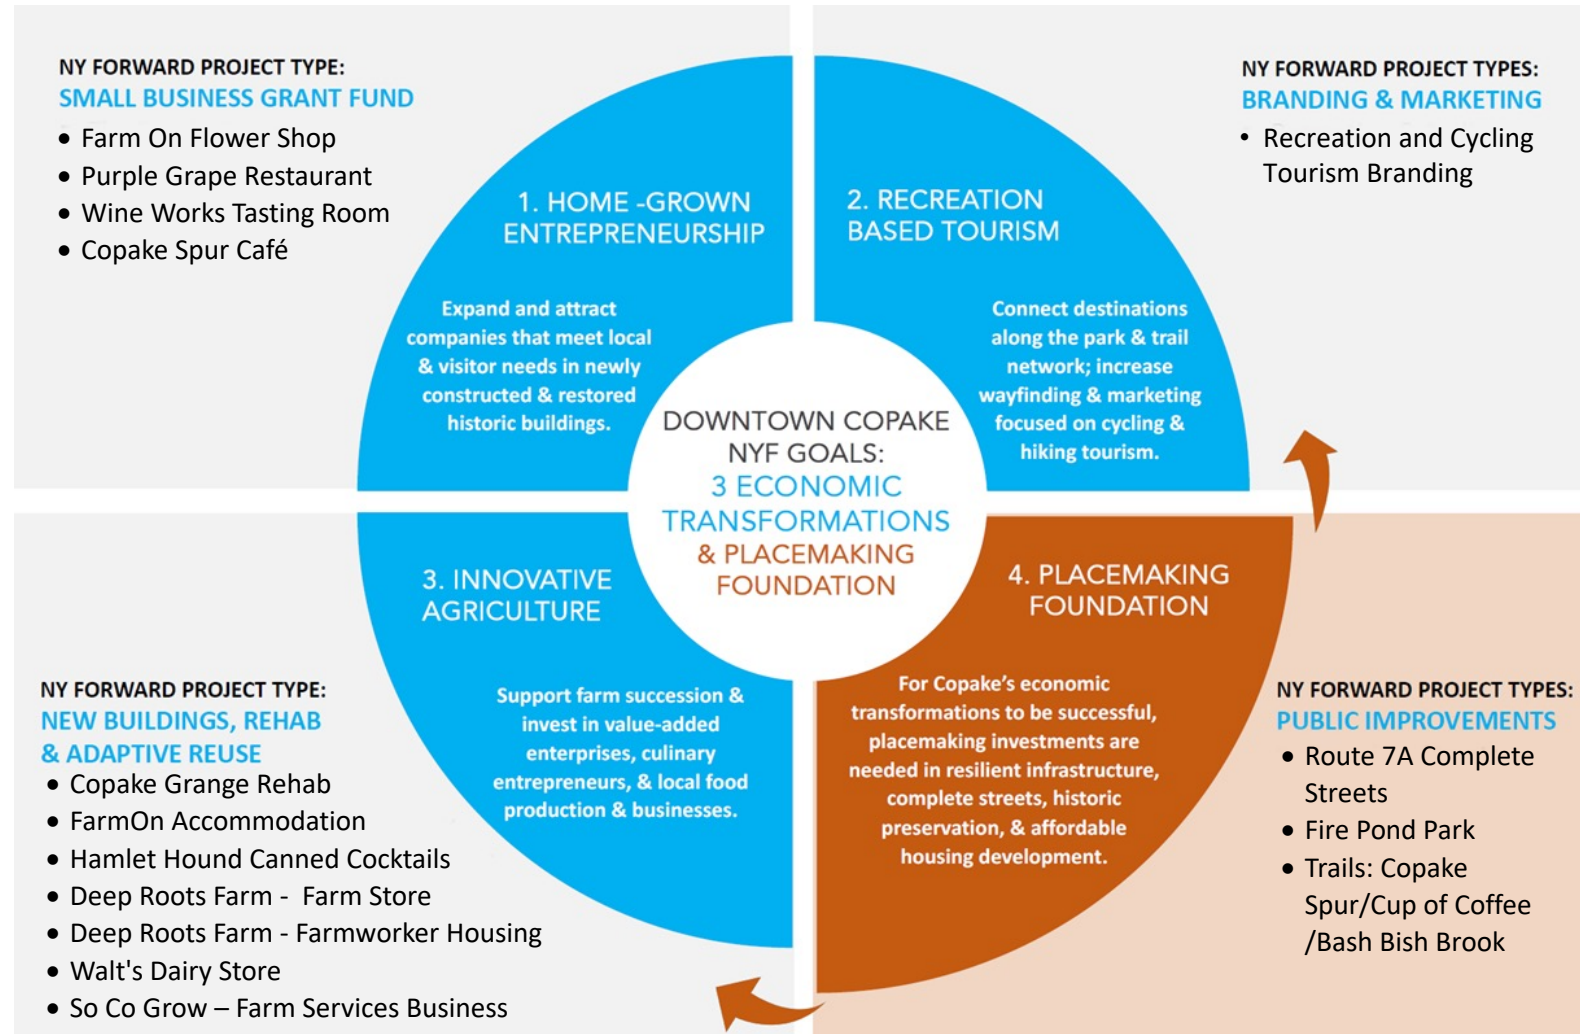 NY FORWARD PROJECT TYPE:
SMALL BUSINESS GRANT FUND
• Farm On Flower Shop
• Purple Grape Restaurant
• Wine Works Tasting Room
• Copake Spur Café
1. HOME -GROWN
ENTREPRENEURSHIP
Expand and attract
companies that meet local
& visitor needs in newly
constructed & restored
historic buildings.
NY FORWARD PROJECT TYPES:
BRANDING & MARKETING
• Recreation and Cycling
Tourism Branding
2. RECREATION
BASED TOURISM
Connect destinations
along the park & trail
network; increase
wayfinding & marketing
focused on cycling &
hiking tourism.
DOWNTOWN COPAKE
NYF GOALS:
3 ECONOMIC
TRANSFORMATIONS
& PLACEMAKING
FOUNDATION
3. INNOVATIVE
AGRICULTURE
Support farm succession &
invest in value-added
enterprises, culinary
entrepreneurs, & local food
production & businesses.
NY FORWARD PROJECT TYPE:
NEW BUILDINGS, REHAB
& ADAPTIVE REUSE
• Copake Grange Rehab
• FarmOn Accommodation
• Hamlet Hound Canned Cocktails
• Deep Roots Farm - Farm Store
• Deep Roots Farm - Farmworker Housing
• Walt's Dairy Store
• So Co Grow – Farm Services Business
4. PLACEMAKING
FOUNDATION
For Copake’s economic
transformations to be successful,
placemaking investments are
needed in resilient infrastructure,
complete streets, historic
preservation, & affordable
housing development.
NY FORWARD PROJECT TYPES:
PUBLIC IMPROVEMENTS
• Route 7A Complete
Streets
• Fire Pond Park
• Trails: Copake
Spur/Cup of Coffee
/Bash Bish Brook